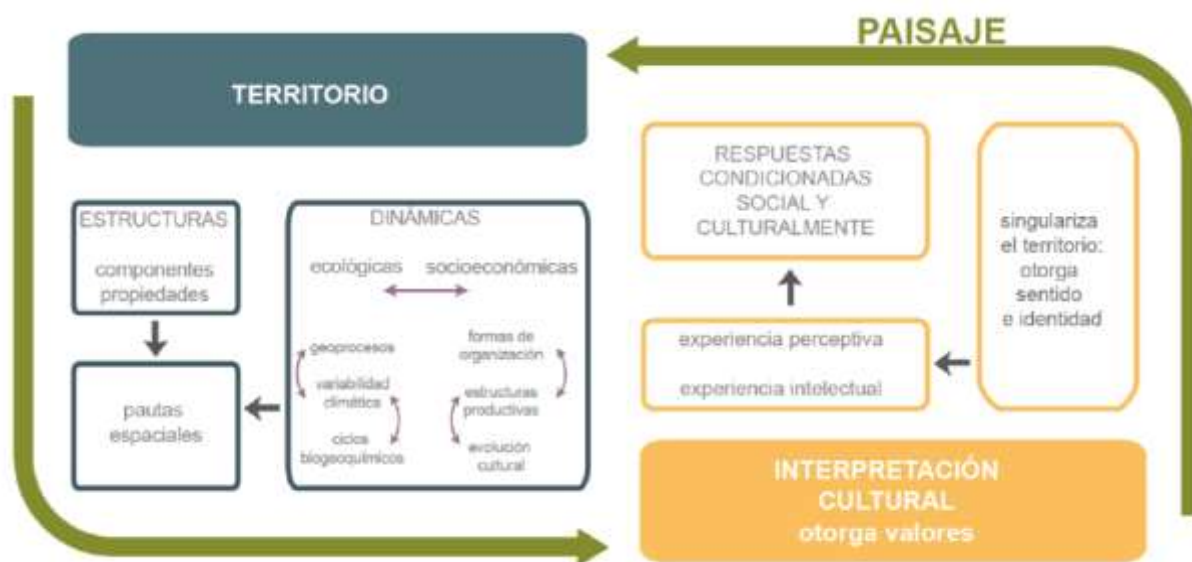 PAISAJE
TERRITORIO
ESTRUCTURAS
componentes
propiedades
pautas
espaciales
DINÁMICAS
ecológicas socioeconómicas
geoprocesos
variabilidad
climática
ciclos
biogeoquímicos
formas de
organización
estructuras
productivas
evolución
cultural
RESPUESTAS
CONDICIONADAS
SOCIAL Y
CULTURALMENTE
experiencia perceptiva
experiencia intelectual
singulariza
el territorio:
otorga
sentido
e identidad
INTERPRETACIÓN
CULTURAL
otorga valores